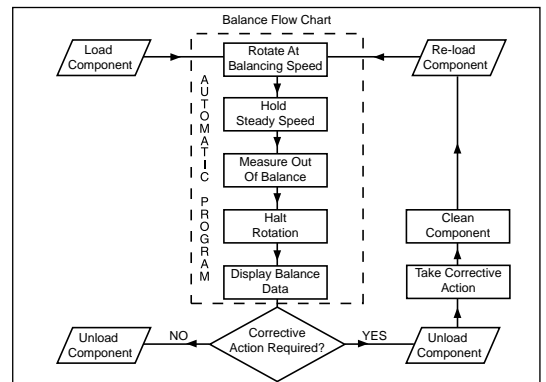 Balance Flow Chart
Load
Component
Rotate At
Balancing Speed
Re-load
Component
AUTOMATIC PROGRAM
Hold
Steady Speed
Measure Out
Of Balance
Halt
Rotation
Clean
Component
Display Balance
Data
Take Corrective
Action
Unload
Component
NO
Corrective
Action Required?
YES
Unload
Component